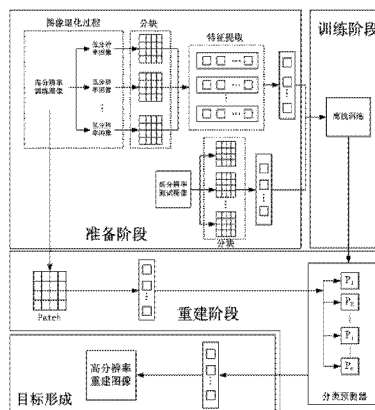 图像退化过程
分块
特征提取
训练阶段
高分辨率
训练图像
低分辨
率图像
低分辨
率图像
低分辨
率图像
离线训练
高分辨率
测试图像
分块
准备阶段
Patch
重建阶段
P1
P2
Pi
Pc
分类预测器
高分辨率
重建图像
目标形成